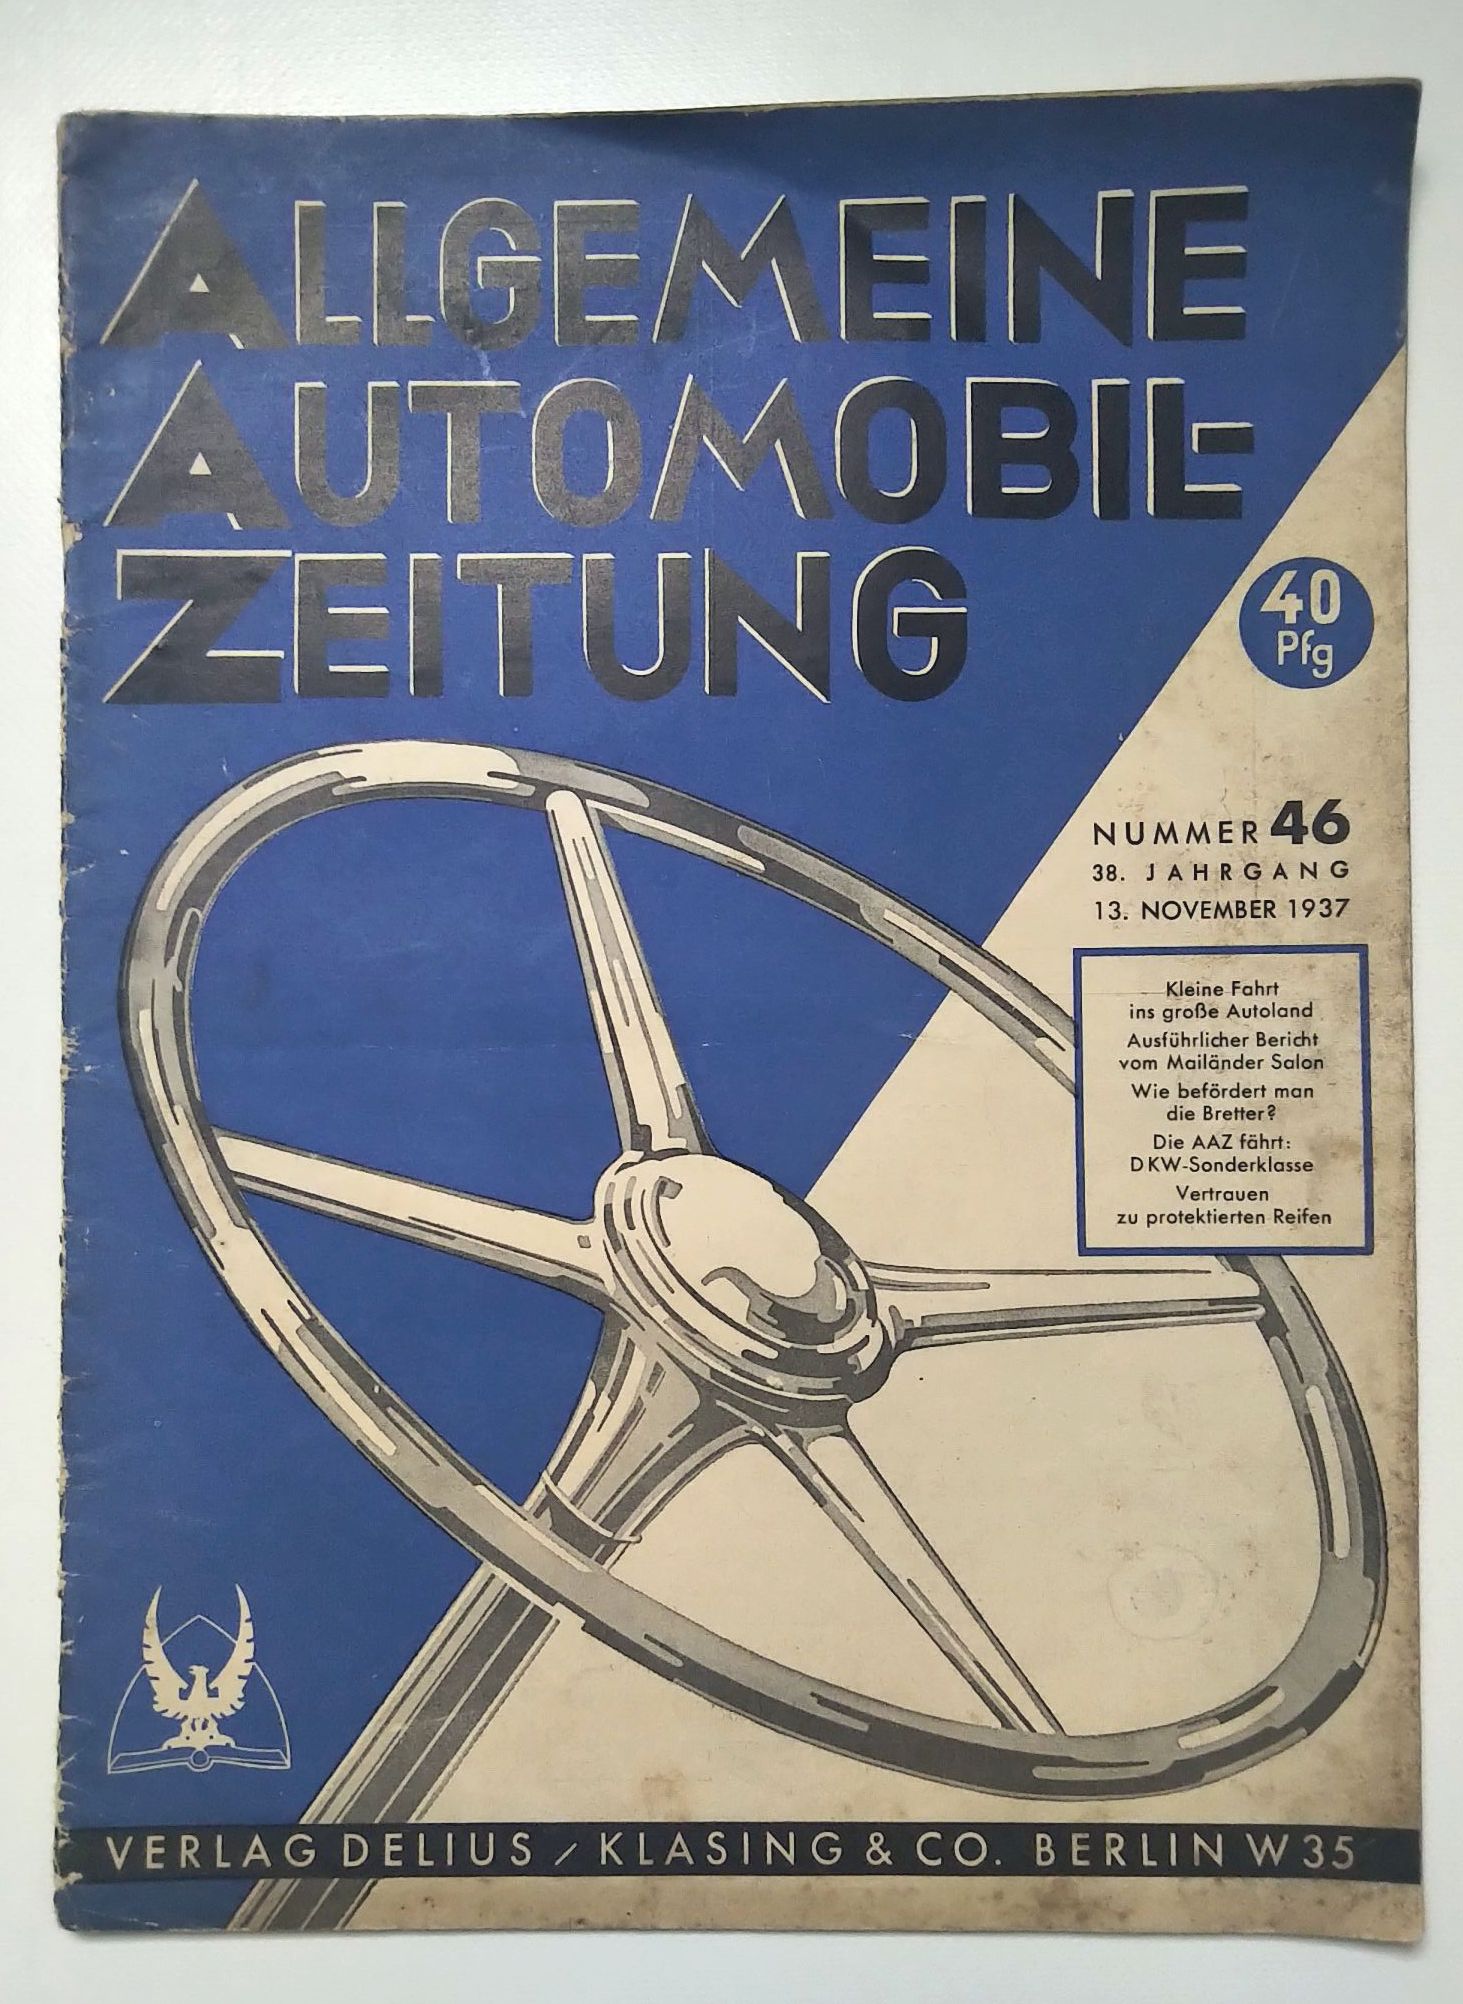 ALLGEMEINE
AUTOMOBIL-
ZEITUNG
40
Pfg
NUMMER 46
38. JAHRGANG
13. NOVEMBER 1937
Kleine Fahrt
ins große Autoland
Ausführlicher Bericht
vom Mailänder Salon
Wie befördert man
die Bretter?
Die AAZ fährt:
DKW-Sonderklasse
Vertrauen
zu protektierten Reifen
VERLAG DELIUS / KLASING & CO. BERLIN W 35